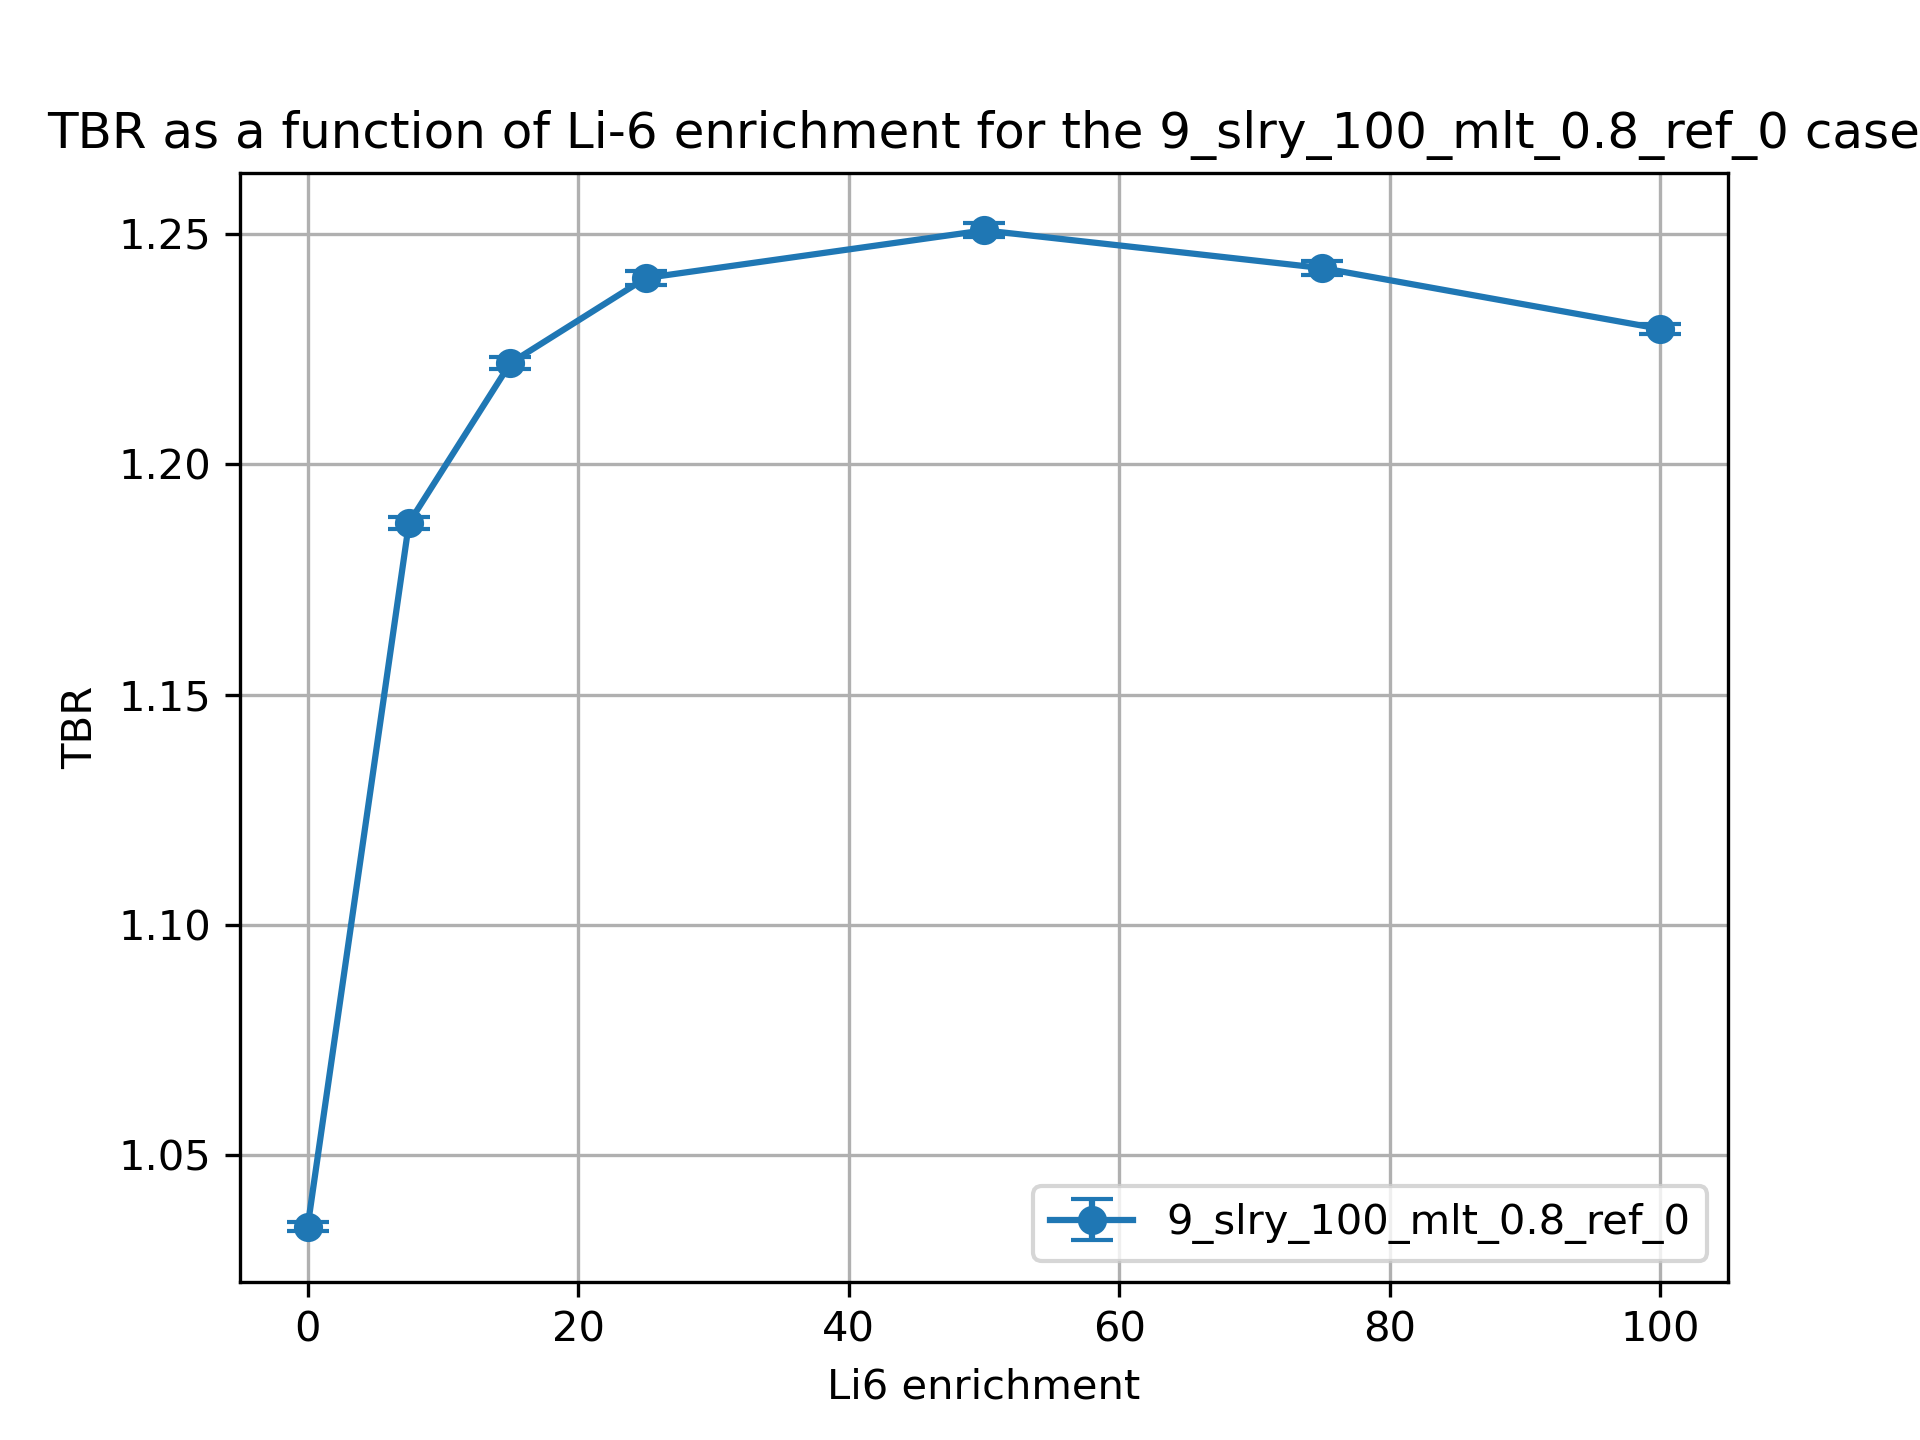 TBR as a function of Li-6 enrichment for the 9_slry_100_mlt_0.8_ref_0 case
1.25
1.20
1.15
1.10
1.05
TBR
9_slry_100_mlt_0.8_ref_0
0 20 40 60 80 100
Li6 enrichment